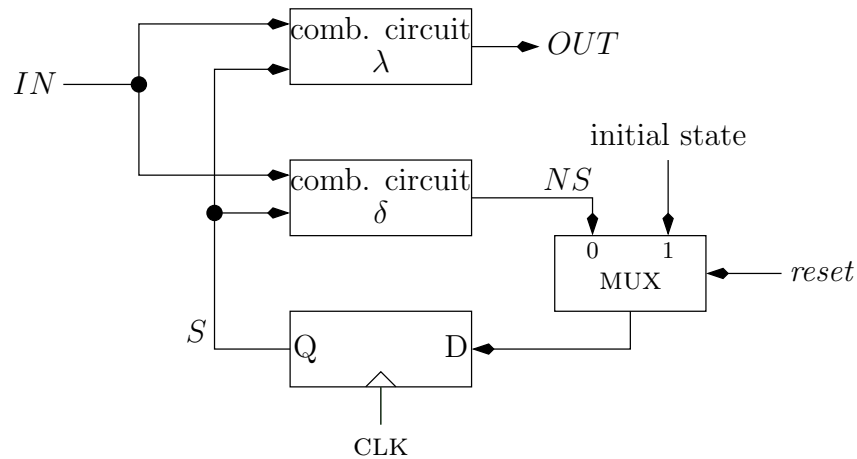 comb. circuit
λ
OUT
IN
initial state
comb. circuit
δ
NS
0 1
MUX
reset
S
Q D
CLK